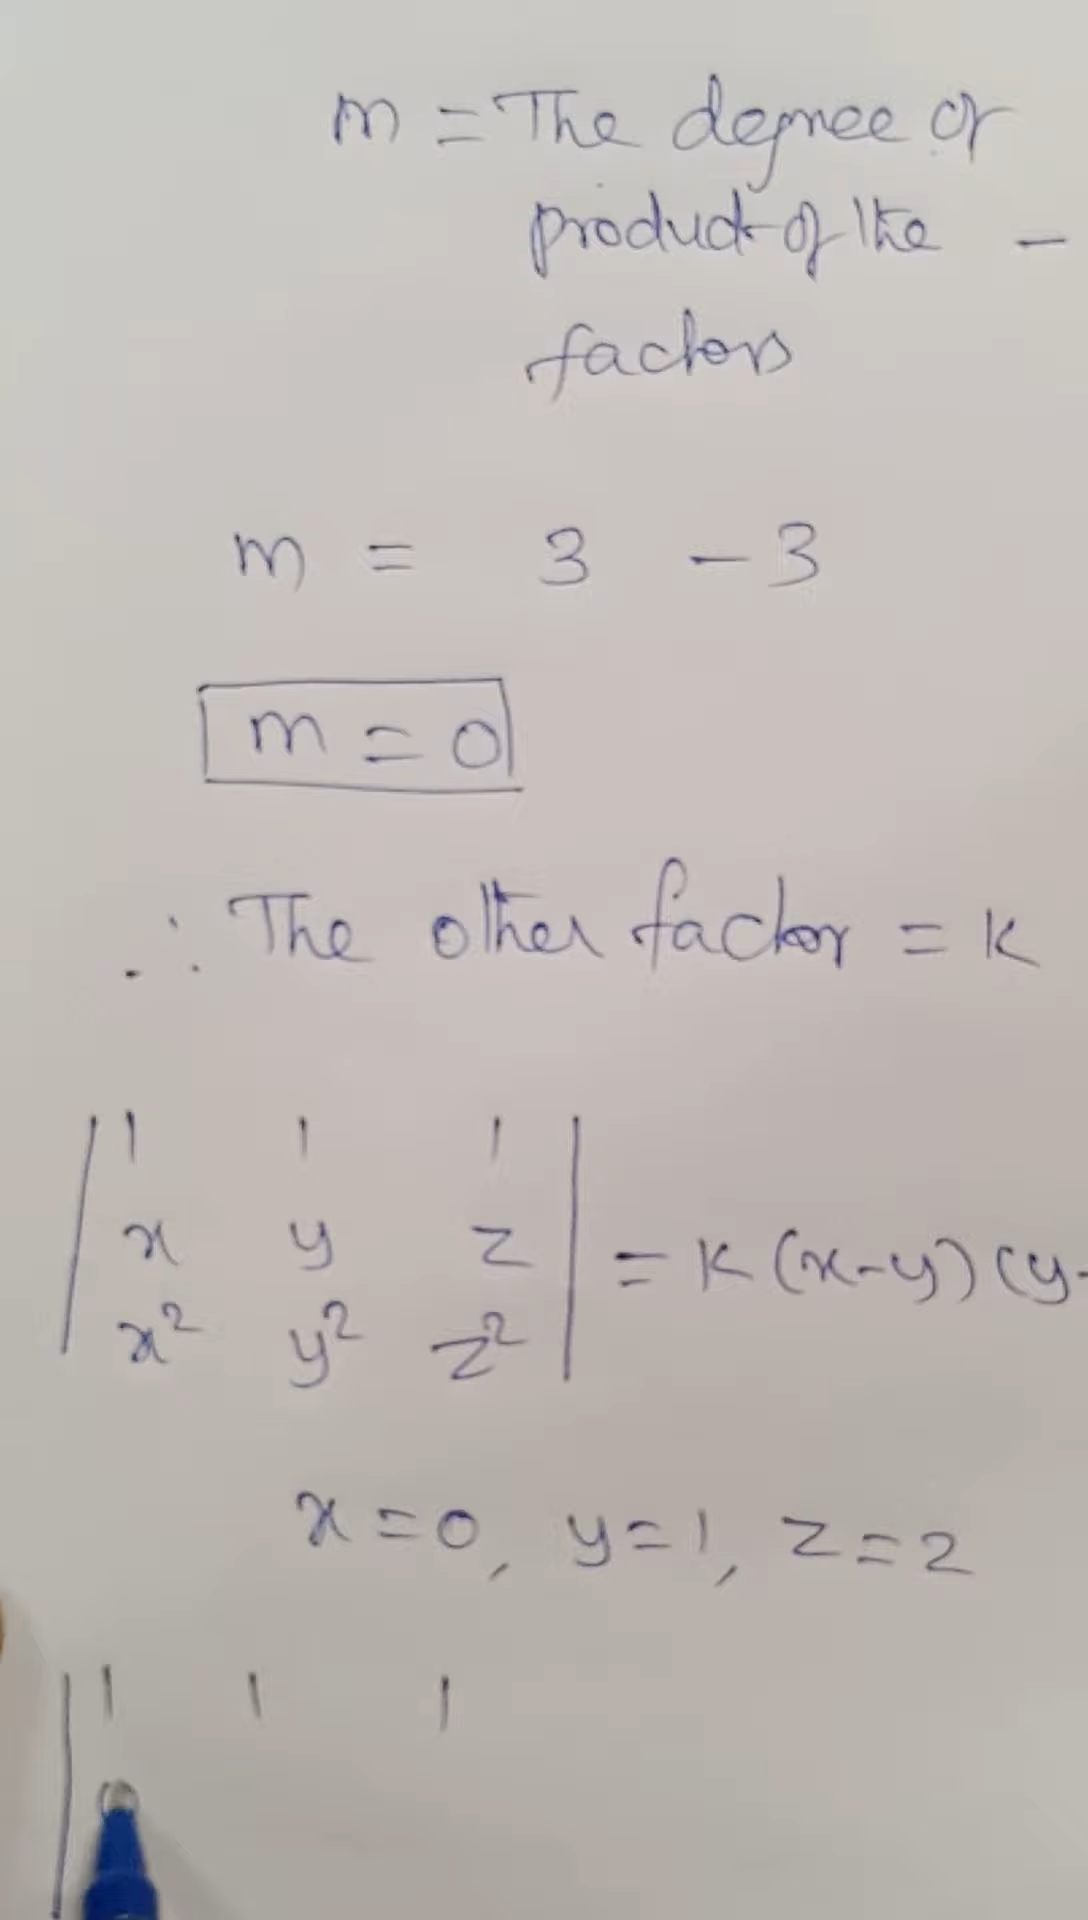 m = The degree of
product of the –
factors
m = 3 – 3
m = 0
∴ The other factor = K
| 1 1 1 |
| x y z | = K (x-y) (y-
| x² y² z² |
x = 0, y = 1, z = 2
| 1 1 1